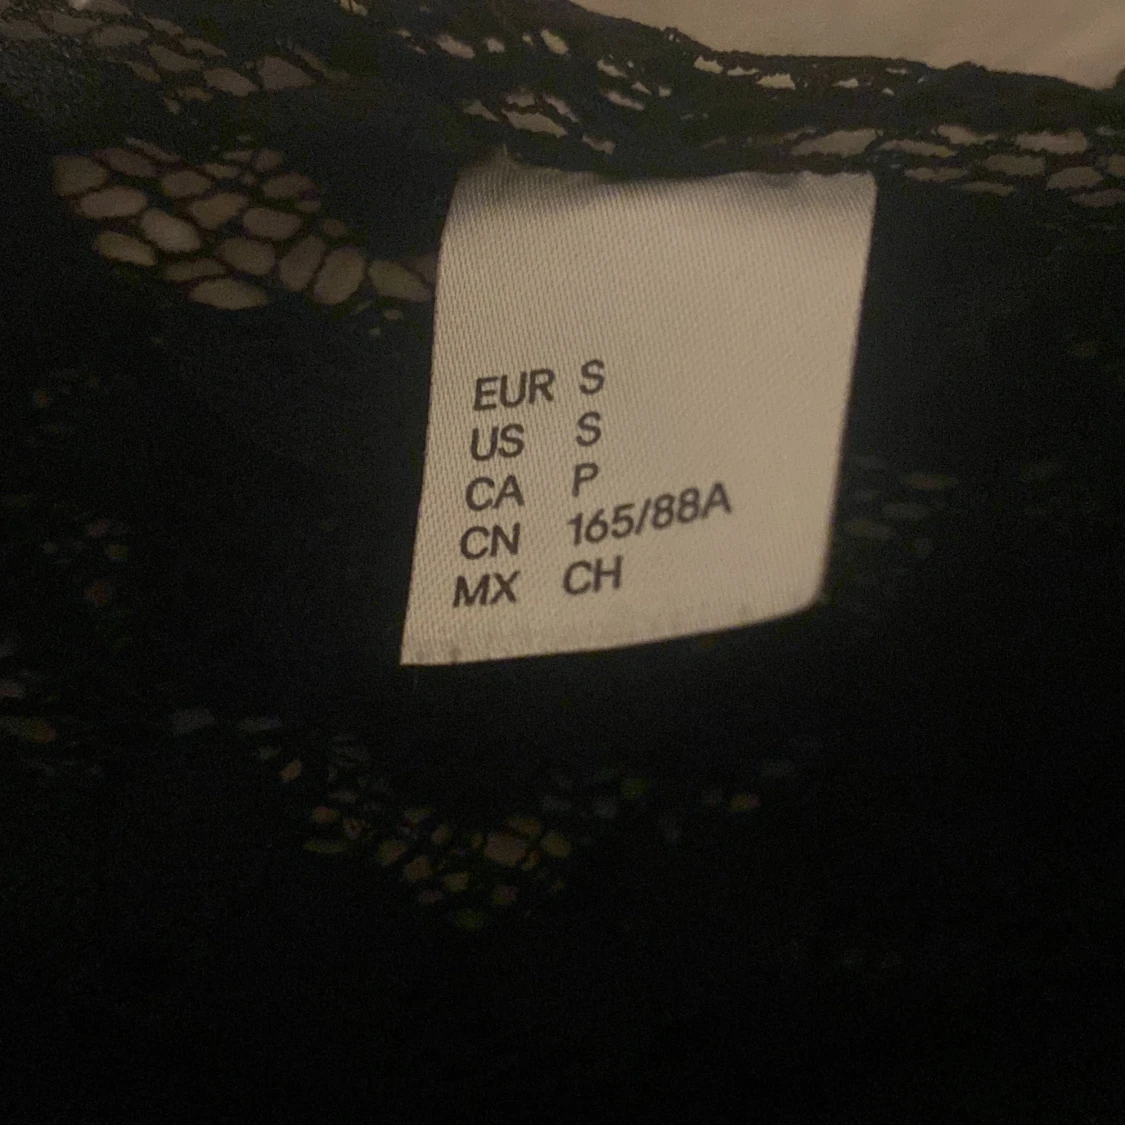 EUR S
US S
CA P
CN 165/88A
MX CH